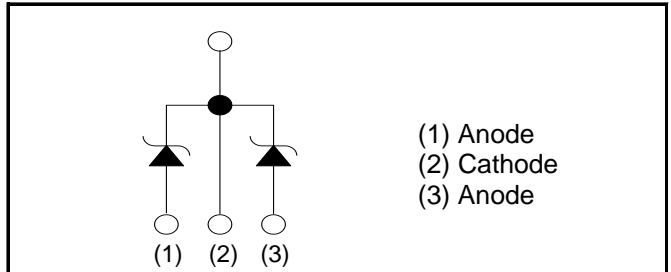 (1) Anode
(2) Cathode
(3) Anode
(1) (2) (3)